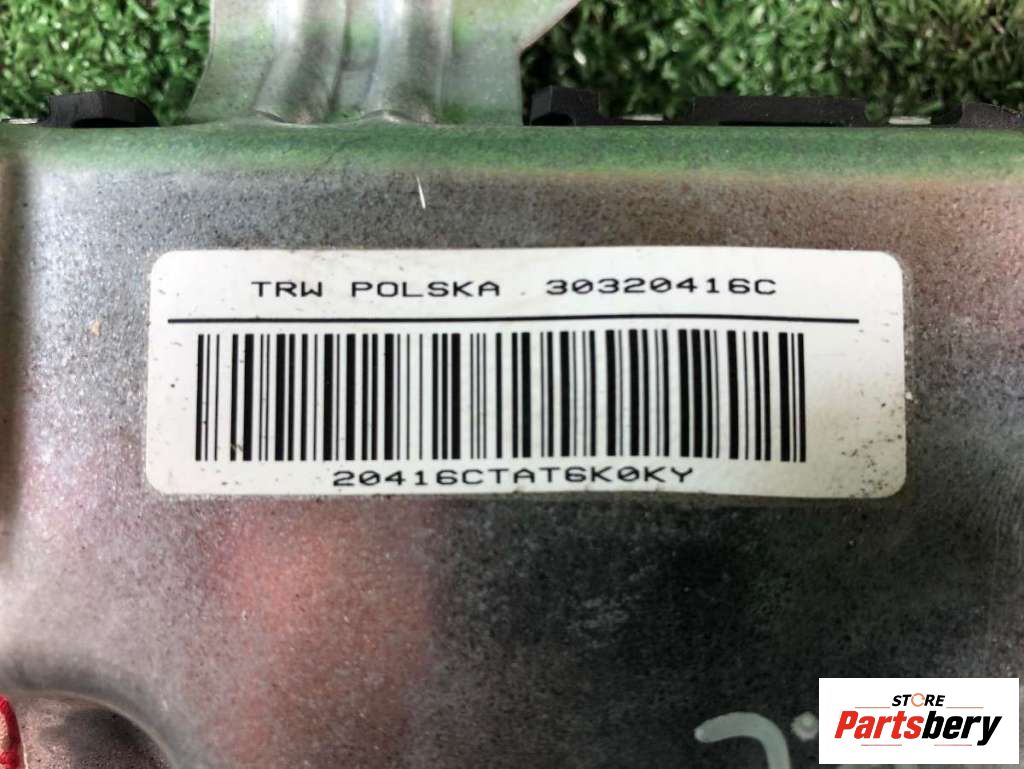 TRW POLSKA 30320416C
20416CTAT6K0KY
STORE
Partsbery